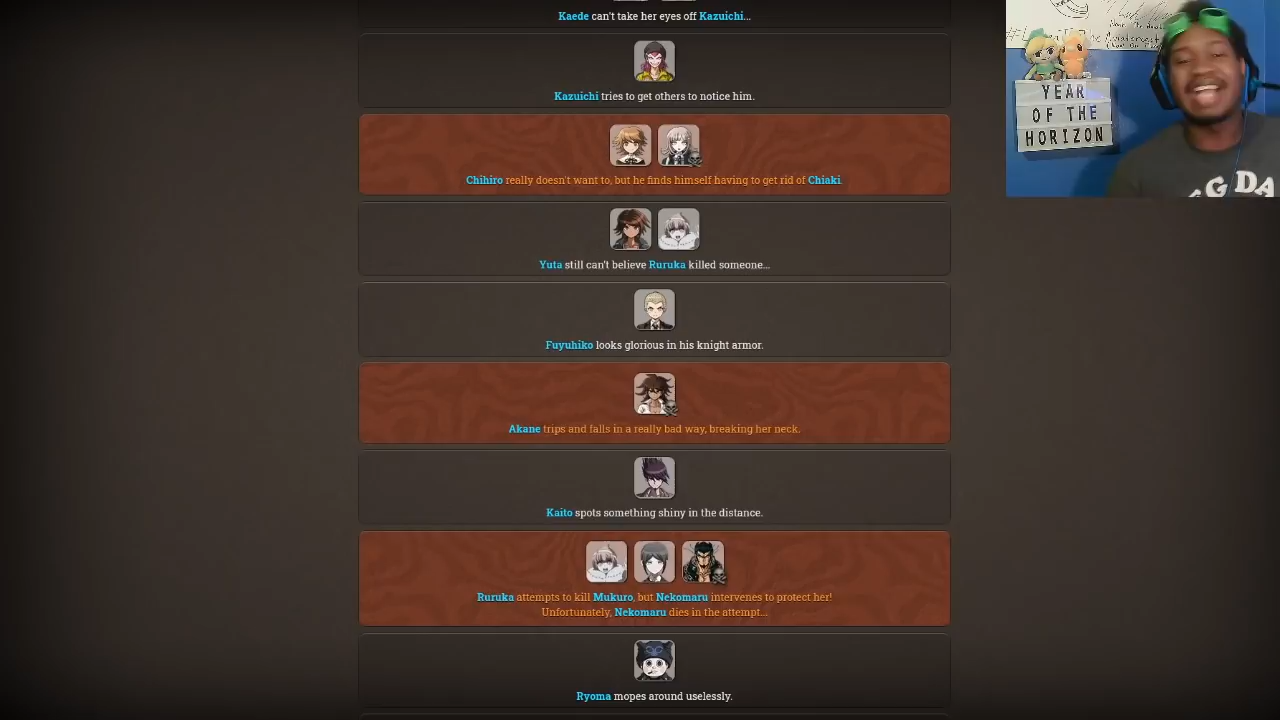 Kaede can't take her eyes off Kazuichi...
Kazuichi tries to get others to notice him.
Chihiro really doesn't want to, but he finds himself having to get rid of Chiaki.
Yuta still can't believe Ruruka killed someone...
Fuyuhiko looks glorious in his knight armor.
Akane trips and falls in a really bad way, breaking her neck.
Kaito spots something shiny in the distance.
Ruruka attempts to kill Mukuro, but Nekomaru intervenes to protect her!
Unfortunately, Nekomaru dies in the attempt...
Ryoma mopes around uselessly.
YEAR
OF THE
HORIZON
G DA